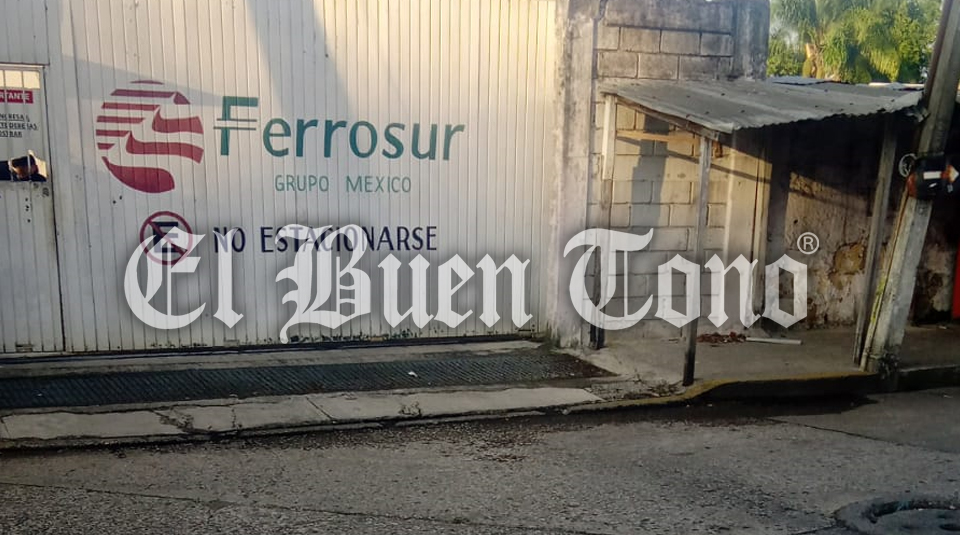 Ferrosur
GRUPO MEXICO
E NO ESTACIONARSE
El Buen Tono®